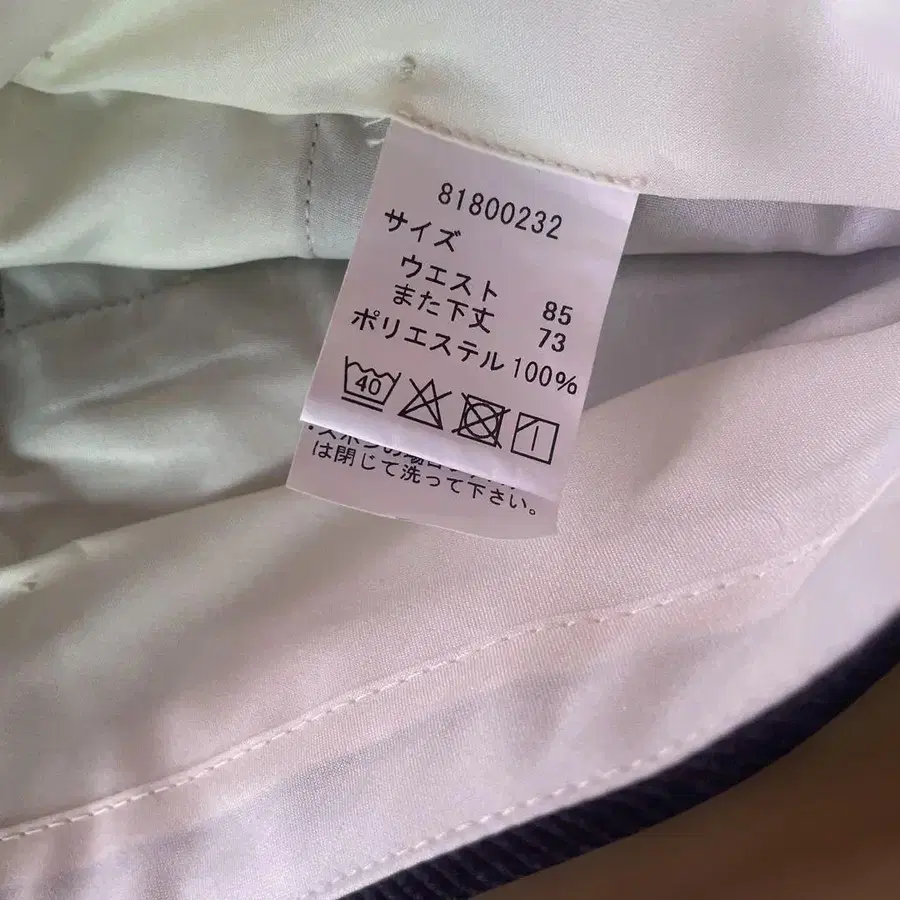 81800232
サイズ
ウエスト 85
また下丈 73
ポリエステル 100%
40
は閉じて洗って下さい。